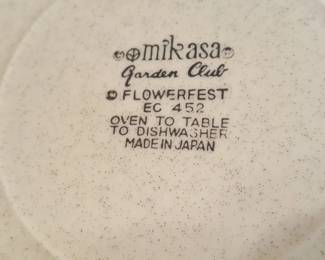 mikasa
Garden Club
© FLOWERFEST
EC 452
OVEN TO TABLE
TO DISHWASHER
MADE IN JAPAN